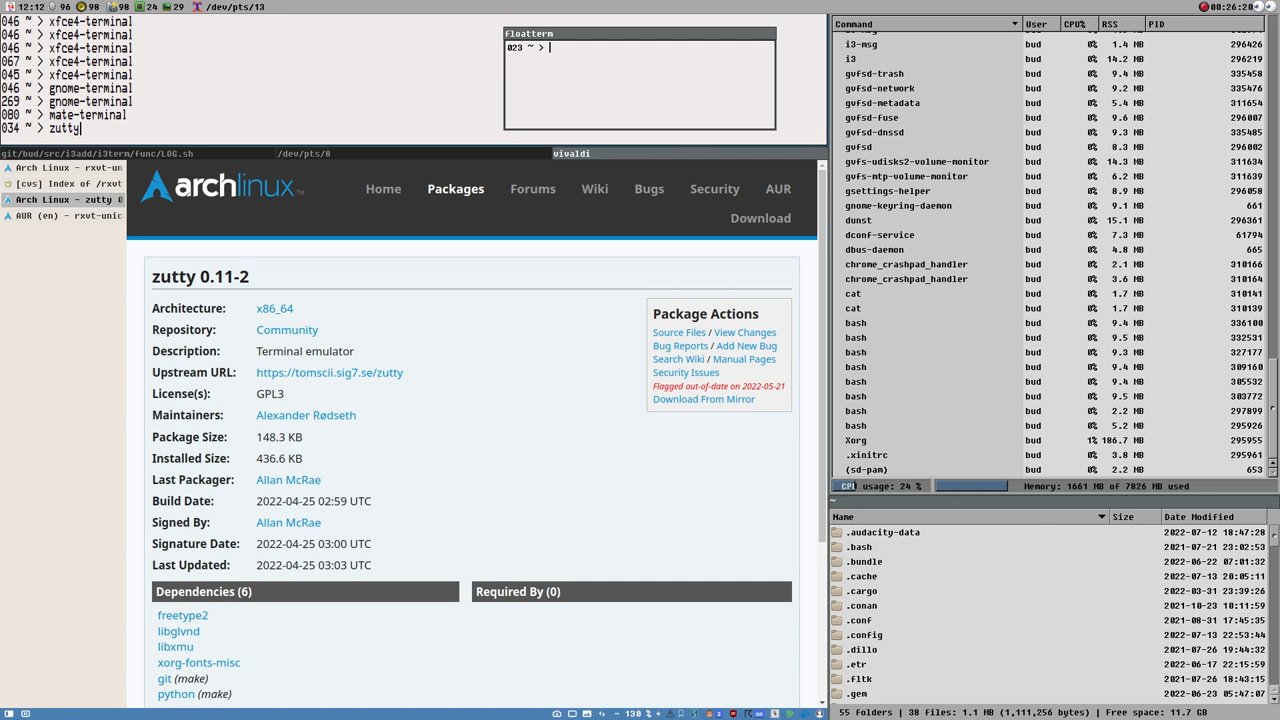 12:12 96 98 24 29 /dev/pts/13
00:26:20
046 ~ > xfce4-terminal
046 ~ > xfce4-terminal
046 ~ > xfce4-terminal
067 ~ > xfce4-terminal
045 ~ > xfce4-terminal
046 ~ > gnome-terminal
269 ~ > gnome-terminal
080 ~ > mate-terminal
034 ~ > zutty
floatterm
023 ~ >
git/bud/src/i3add/i3term/func/LOG.sh /dev/pts/8 vivaldi
Arch Linux - rxvt-un
[cvs] Index of /rxvt
Arch Linux - zutty 0
AUR (en) - rxvt-unic
archlinux
Home Packages Forums Wiki Bugs Security AUR
Download
zutty 0.11-2
Architecture: x86_64
Repository: Community
Description: Terminal emulator
Upstream URL: https://tomscii.sig7.se/zutty
License(s): GPL3
Maintainers: Alexander Rødseth
Package Size: 148.3 KB
Installed Size: 436.6 KB
Last Packager: Allan McRae
Build Date: 2022-04-25 02:59 UTC
Signed By: Allan McRae
Signature Date: 2022-04-25 03:00 UTC
Last Updated: 2022-04-25 03:03 UTC
Package Actions
Source Files / View Changes
Bug Reports / Add New Bug
Search Wiki / Manual Pages
Security Issues
Flagged out-of-date on 2022-05-21
Download From Mirror
Dependencies (6)
freetype2
libglvnd
libxmu
xorg-fonts-misc
git (make)
python (make)
Required By (0)
130 %
Command User CPU% RSS PID
i3-msg bud 0% 1.4 MB 296426
i3 bud 0% 14.2 MB 296219
gvfsd-trash bud 0% 9.4 MB 335458
gvfsd-network bud 0% 9.2 MB 335476
gvfsd-metadata bud 0% 5.4 MB 311654
gvfsd-fuse bud 0% 9.6 MB 296007
gvfsd-dnssd bud 0% 9.3 MB 335485
gvfsd bud 0% 8.3 MB 296002
gvfs-udisks2-volume-monitor bud 0% 14.3 MB 311634
gvfs-mtp-volume-monitor bud 0% 6.2 MB 311639
gsettings-helper bud 0% 8.9 MB 296058
gnome-keyring-daemon bud 0% 9.1 MB 661
dunst bud 0% 15.1 MB 296361
dconf-service bud 0% 7.3 MB 61794
dbus-daemon bud 0% 4.8 MB 665
chrome_crashpad_handler bud 0% 2.1 MB 310166
chrome_crashpad_handler bud 0% 3.6 MB 310164
cat bud 0% 1.7 MB 310141
cat bud 0% 1.7 MB 310139
bash bud 0% 9.4 MB 336100
bash bud 0% 9.5 MB 332531
bash bud 0% 9.3 MB 327177
bash bud 0% 9.4 MB 309160
bash bud 0% 9.4 MB 305532
bash bud 0% 9.5 MB 303772
bash bud 0% 2.2 MB 297899
bash bud 0% 5.2 MB 295926
Xorg bud 1% 186.7 MB 295955
.xinitrc bud 0% 3.8 MB 295961
(sd-pam) bud 0% 2.2 MB 653
CPU usage: 24 % Memory: 1661 MB of 7826 MB used
~
Name Size Date Modified
.audacity-data 2022-07-12 18:47:28
.bash 2021-07-21 23:02:53
.bundle 2022-06-22 07:01:32
.cache 2022-07-13 20:05:11
.cargo 2022-03-31 23:39:26
.conan 2021-10-23 10:11:59
.conf 2021-08-31 17:45:35
.config 2022-07-13 22:53:44
.dillo 2021-07-26 19:44:32
.etr 2022-06-17 22:15:59
.fltk 2021-07-26 18:43:15
.gem 2022-06-23 05:47:07
55 folders | 38 files: 1.1 MB (1,111,256 bytes) | Free space: 11.7 GB